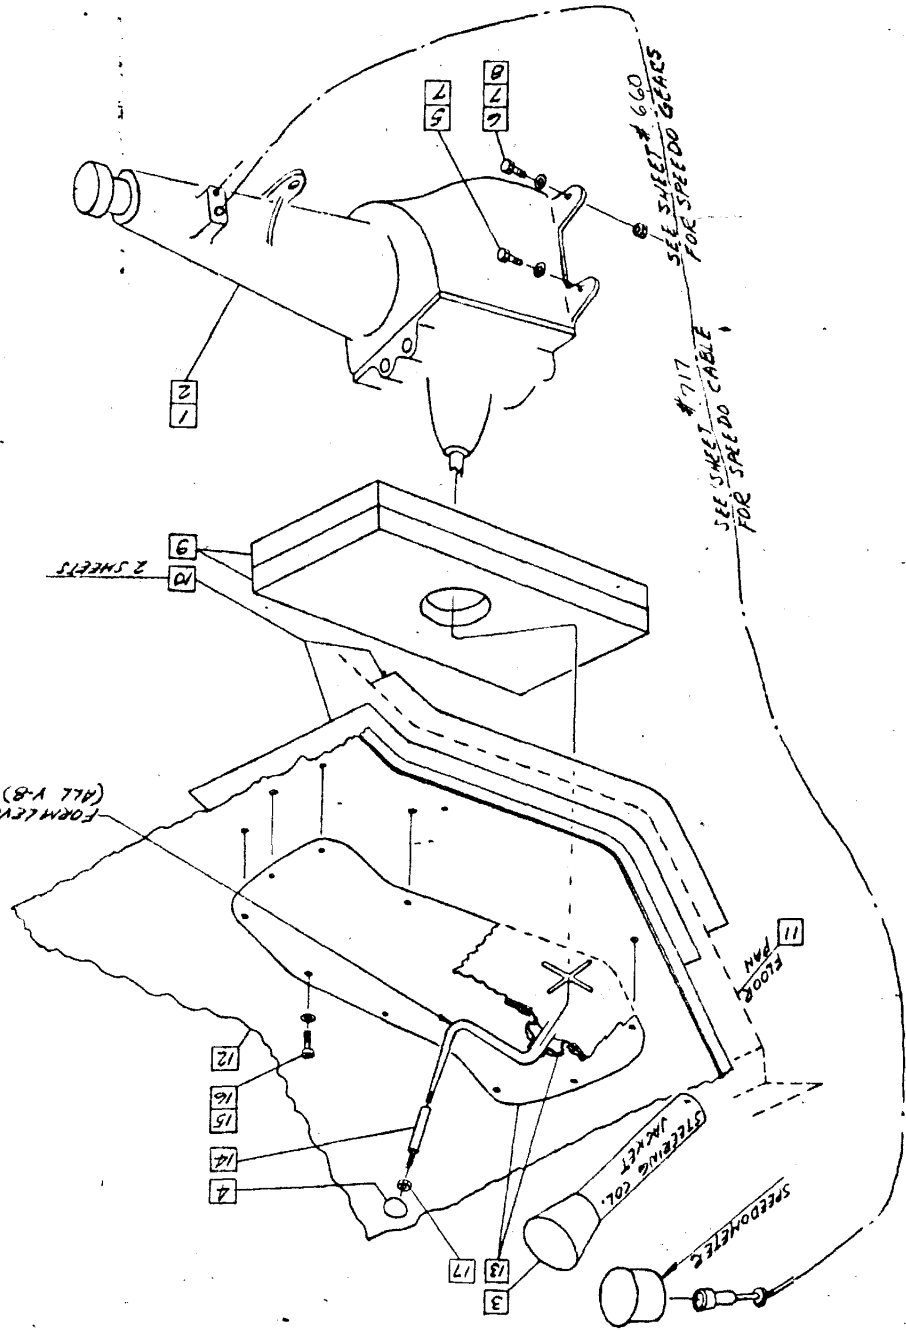 SPEEDOMETER
STEERING COL.
JACKET
3
13
17
4
14
15
16
12
FLOOR
PAN
11
FORM LEV
(ALL V-8)
10
2 SHEETS
9
SEE SHEET #717
FOR SPEEDO CABLE
1
2
SEE SHEET # 660
FOR SPEEDO GEARS
5
7
6
7
8